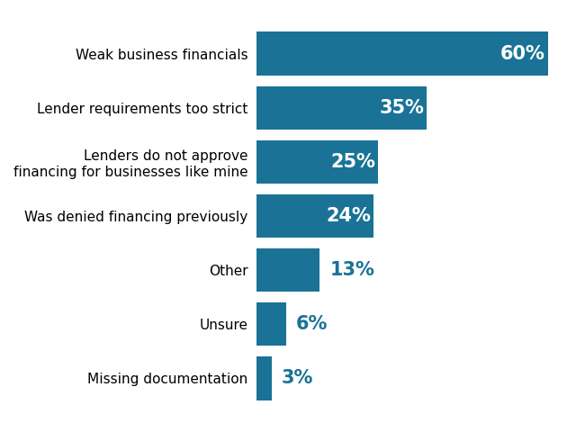 Weak business financials 60%
Lender requirements too strict 35%
Lenders do not approve
financing for businesses like mine 25%
Was denied financing previously 24%
Other 13%
Unsure 6%
Missing documentation 3%